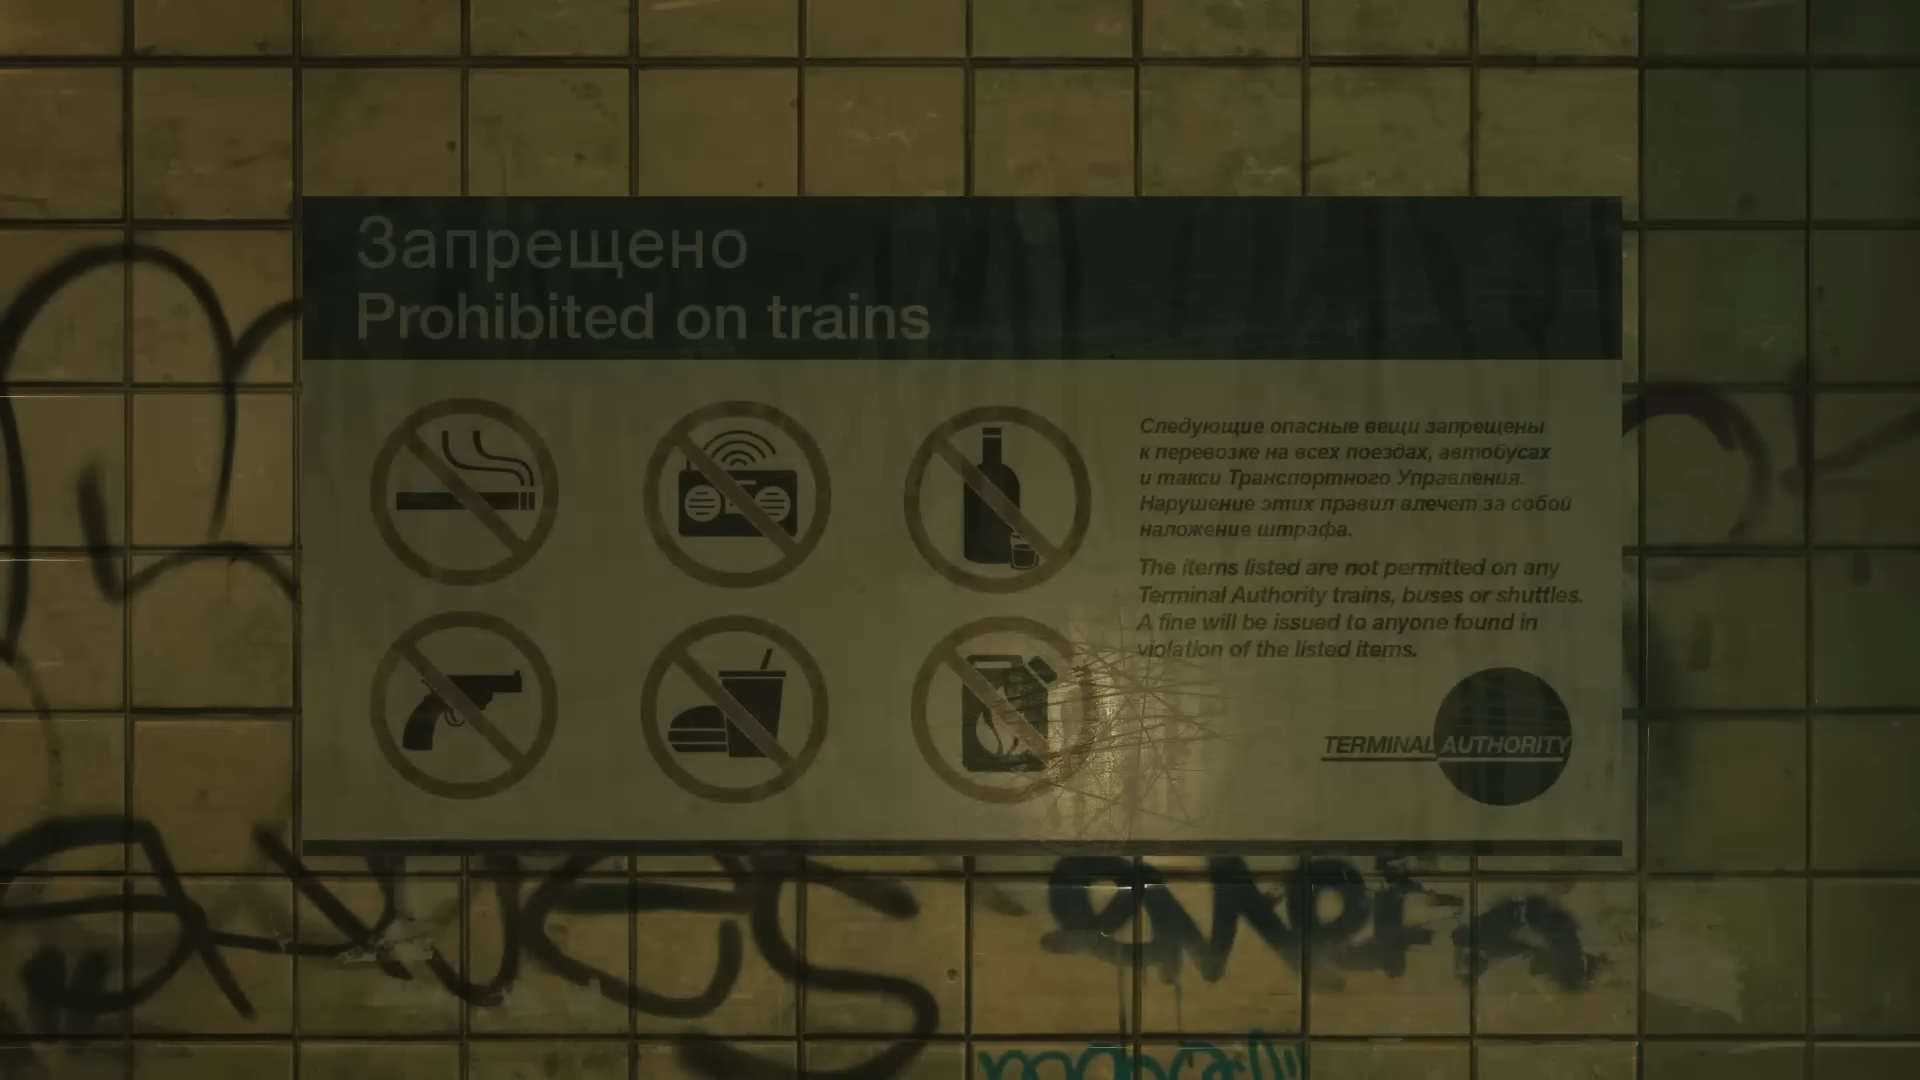 Запрещено
Prohibited on trains
Следующие опасные вещи запрещены
к перевозке на всех поездах, автобусах
и такси Транспортного Управления.
Нарушение этих правил влечет за собой
наложение штрафа.
The items listed are not permitted on any
Terminal Authority trains, buses or shuttles.
A fine will be issued to anyone found in
violation of the listed items.
TERMINAL AUTHORITY